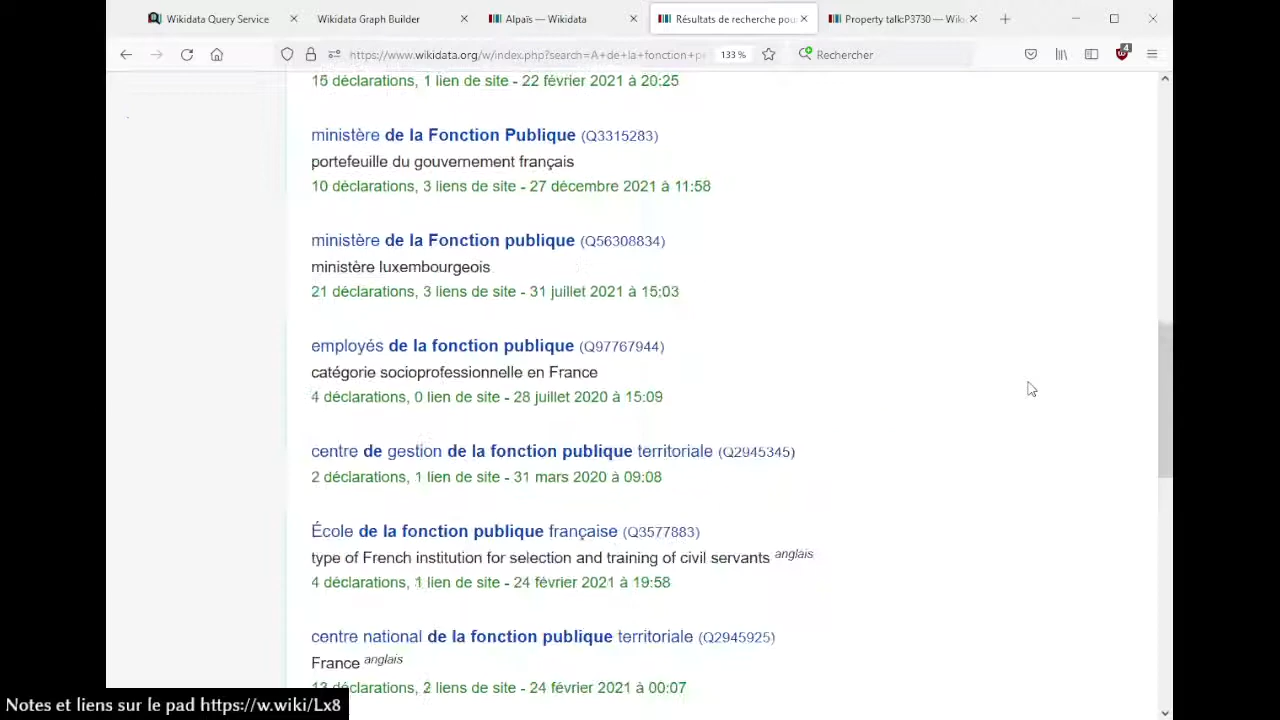 Wikidata Query Service
Wikidata Graph Builder
Alpaïs — Wikidata
Résultats de recherche pou
Property talk:P3730 — Wik
https://www.wikidata.org/w/index.php?search=A+de+la+fonction+p
133 %
Rechercher
4
15 déclarations, 1 lien de site - 22 février 2021 à 20:25
ministère de la Fonction Publique (Q3315283)
portefeuille du gouvernement français
10 déclarations, 3 liens de site - 27 décembre 2021 à 11:58
ministère de la Fonction publique (Q56308834)
ministère luxembourgeois
21 déclarations, 3 liens de site - 31 juillet 2021 à 15:03
employés de la fonction publique (Q97767944)
catégorie socioprofessionnelle en France
4 déclarations, 0 lien de site - 28 juillet 2020 à 15:09
centre de gestion de la fonction publique territoriale (Q2945345)
2 déclarations, 1 lien de site - 31 mars 2020 à 09:08
École de la fonction publique française (Q3577883)
type of French institution for selection and training of civil servants anglais
4 déclarations, 1 lien de site - 24 février 2021 à 19:58
centre national de la fonction publique territoriale (Q2945925)
France anglais
13 déclarations, 2 liens de site - 24 février 2021 à 00:07
Notes et liens sur le pad https://w.wiki/Lx8